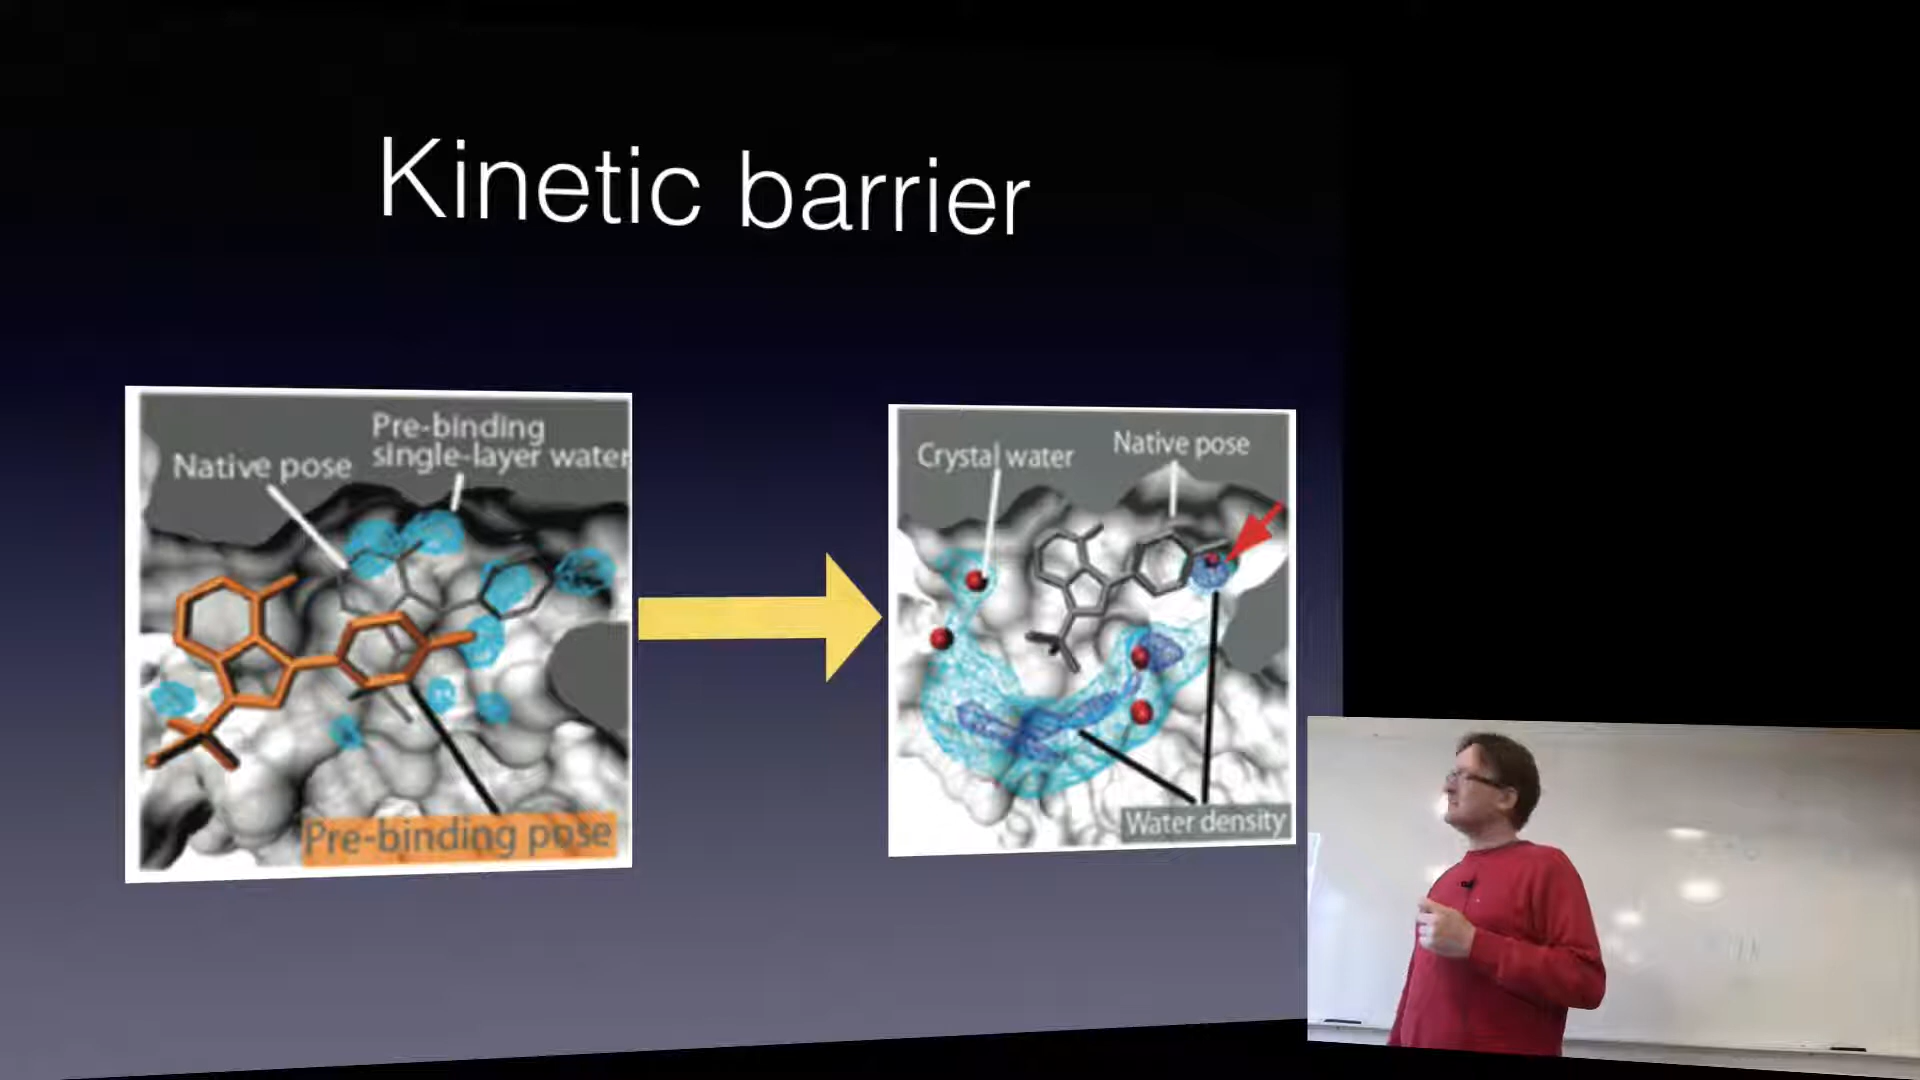 Kinetic barrier
Pre-binding
single-layer water
Native pose
Pre-binding pose
Native pose
Crystal water
Water density